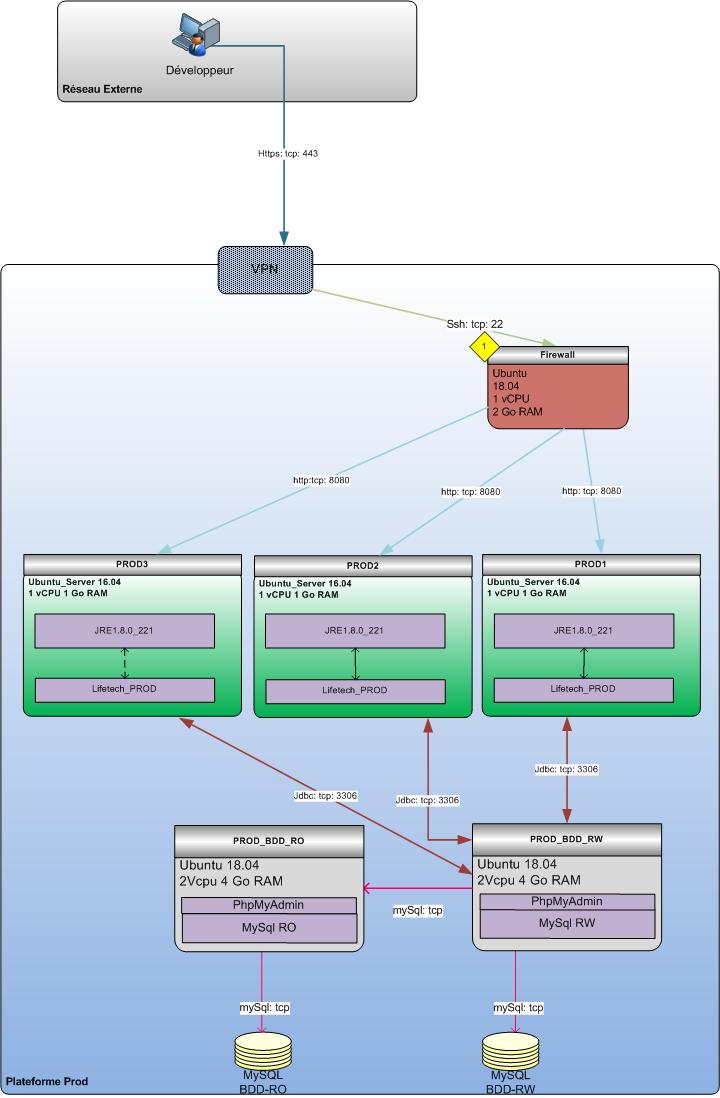 Développeur
Réseau Externe
Https: tcp: 443
VPN
Ssh: tcp: 22
1
Firewall
Ubuntu
18.04
1 vCPU
2 Go RAM
http:tcp: 8080
http: tcp: 8080
http: tcp: 8080
PROD3
Ubuntu_Server 16.04
1 vCPU 1 Go RAM
JRE1.8.0_221
Lifetech_PROD
PROD2
Ubuntu_Server 16.04
1 vCPU 1 Go RAM
JRE1.8.0_221
Lifetech_PROD
PROD1
Ubuntu_Server 16.04
1 vCPU 1 Go RAM
JRE1.8.0_221
Lifetech_PROD
Jdbc: tcp: 3306
Jdbc: tcp: 3306
Jdbc: tcp: 3306
PROD_BDD_RO
Ubuntu 18.04
2Vcpu 4 Go RAM
PhpMyAdmin
MySql RO
mySql: tcp
PROD_BDD_RW
Ubuntu 18.04
2Vcpu 4 Go RAM
PhpMyAdmin
MySql RW
mySql: tcp
mySql: tcp
MySQL
BDD-RO
MySQL
BDD-RW
Plateforme Prod